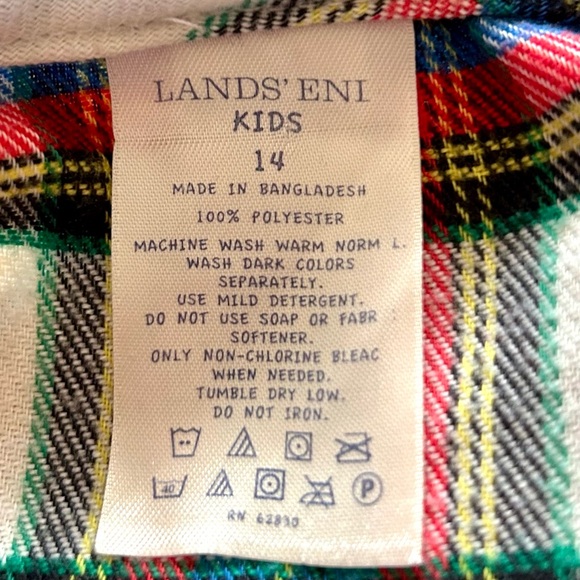 LANDS' ENI
KIDS
14
MADE IN BANGLADESH
100% POLYESTER
MACHINE WASH WARM NORM L.
WASH DARK COLORS
SEPARATELY.
USE MILD DETERGENT.
DO NOT USE SOAP OR FABR
SOFTENER.
ONLY NON-CHLORINE BLEAC
WHEN NEEDED.
TUMBLE DRY LOW.
DO NOT IRON.
40 P
RN 62830